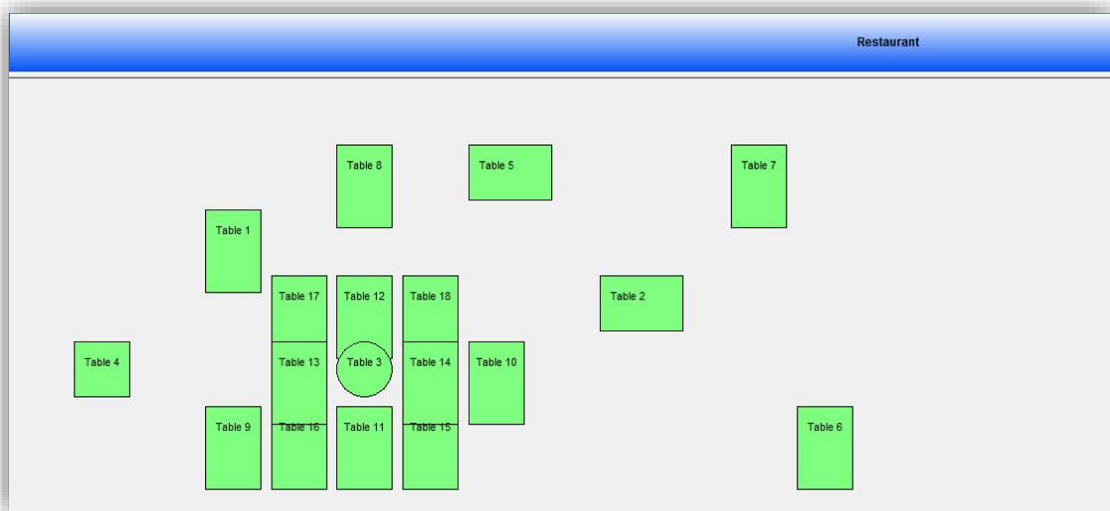 Restaurant
Table 8
Table 5
Table 7
Table 1
Table 17
Table 12
Table 18
Table 2
Table 4
Table 13
Table 3
Table 14
Table 10
Table 9
Table 16
Table 11
Table 15
Table 6